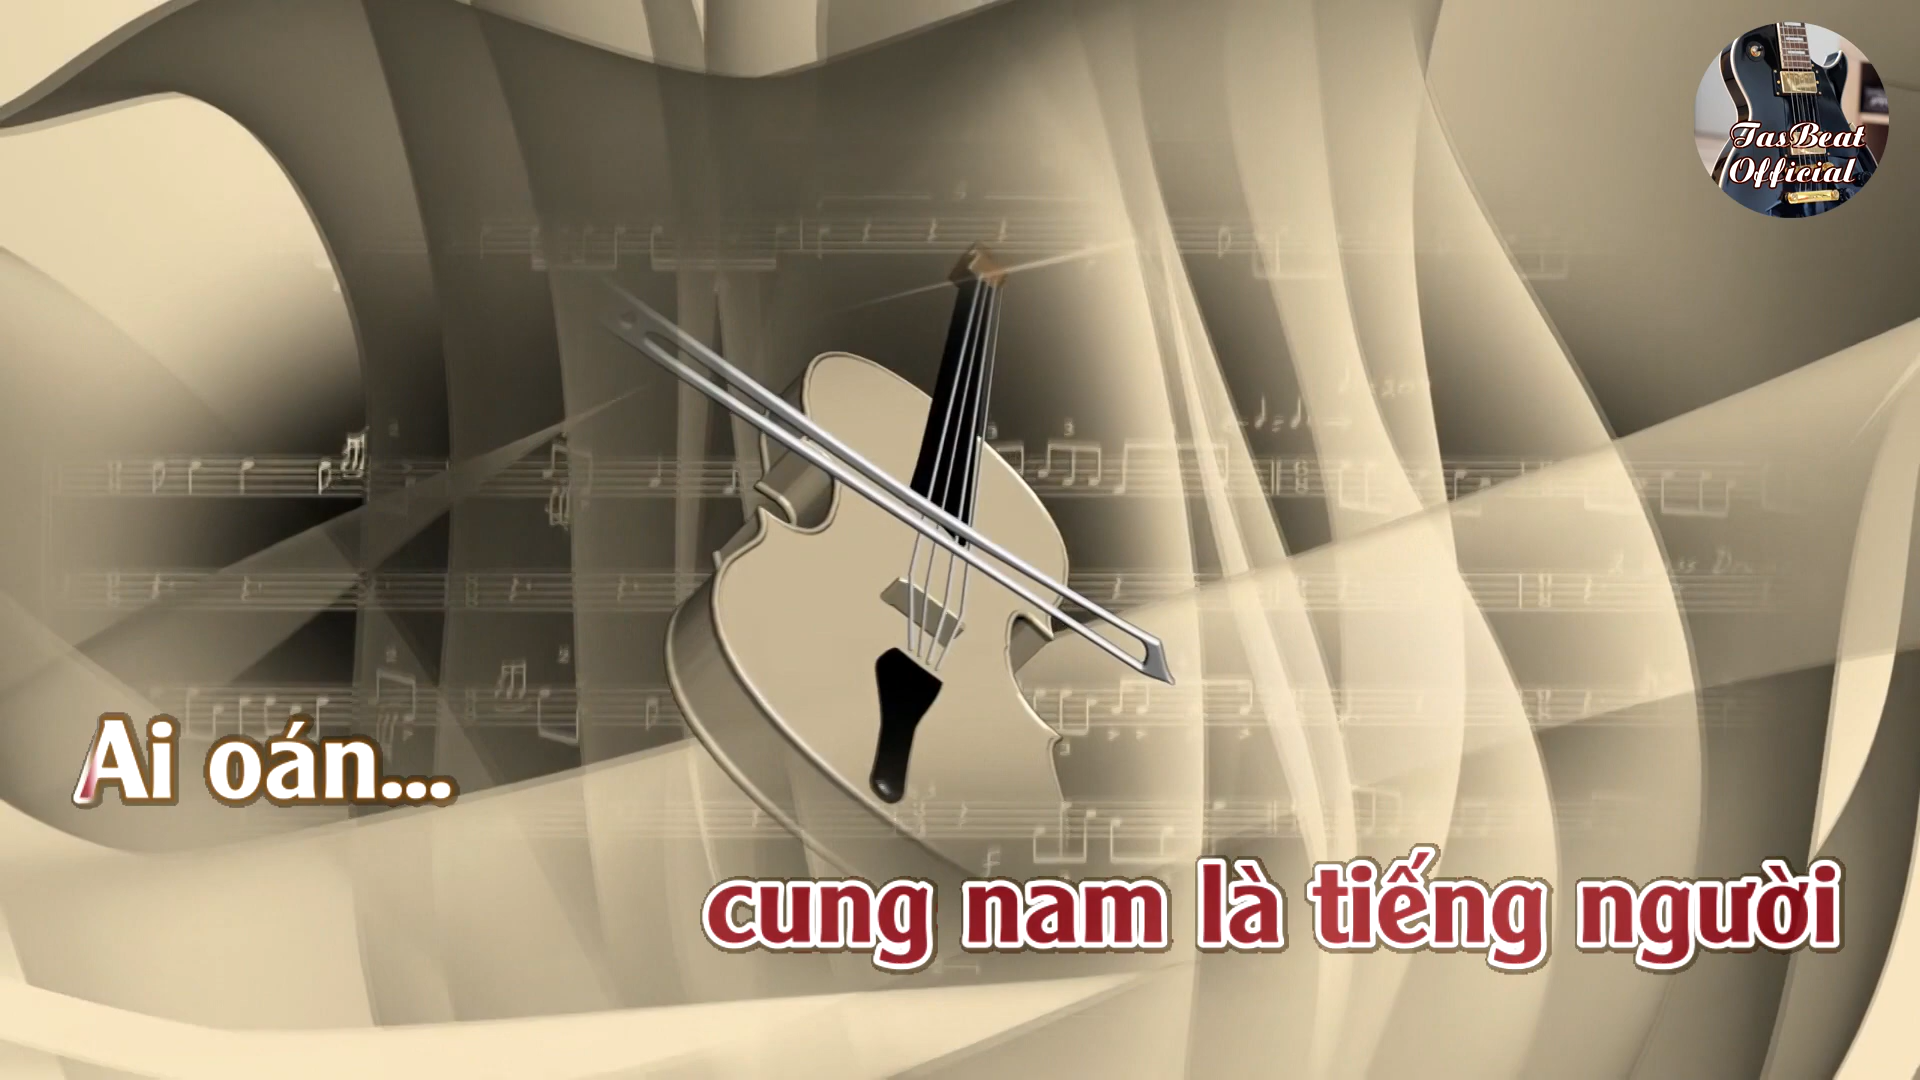 TasBeat
Official
Ai oán...
cung nam là tiếng người